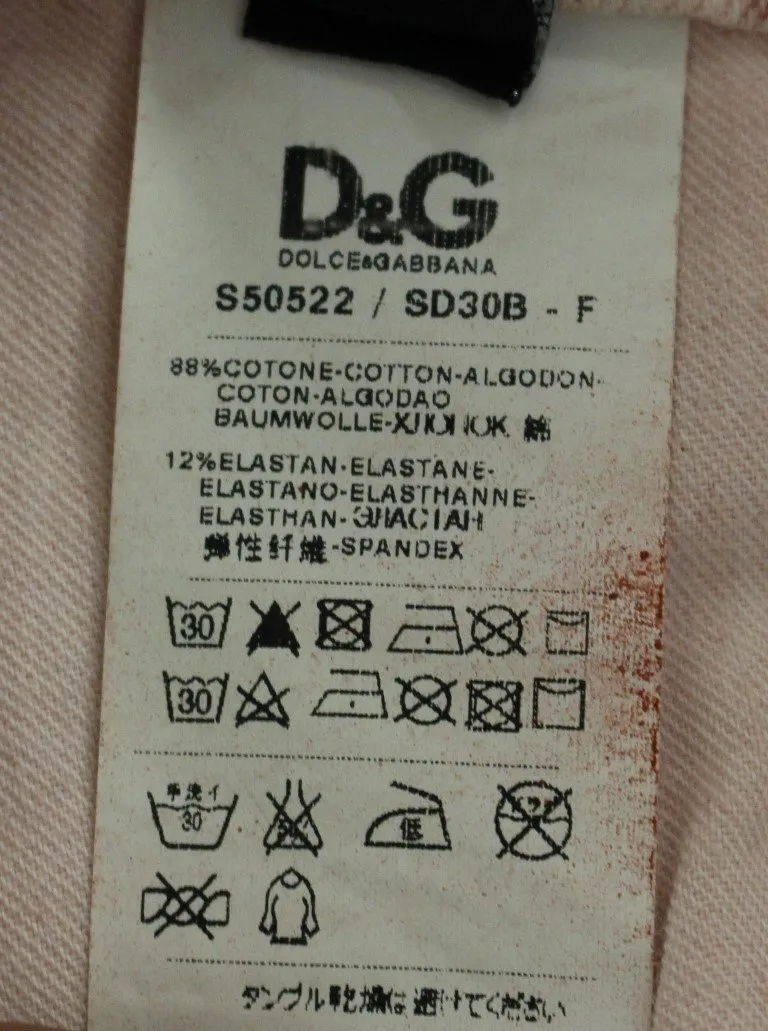 D&G
DOLCE&GABBANA
S50522 / SD30B - F
88%COTONE-COTTON-ALGODON-
COTON-ALGODAO
BAUMWOLLE-ХЛОПОК 綿
12%ELASTAN-ELASTANE-
ELASTANO-ELASTHANNE-
ELASTHAN-ЭЛАСТАН
弹性纤维-SPANDEX
30
30
手洗イ
30
低
タンブル乾燥は避けてください